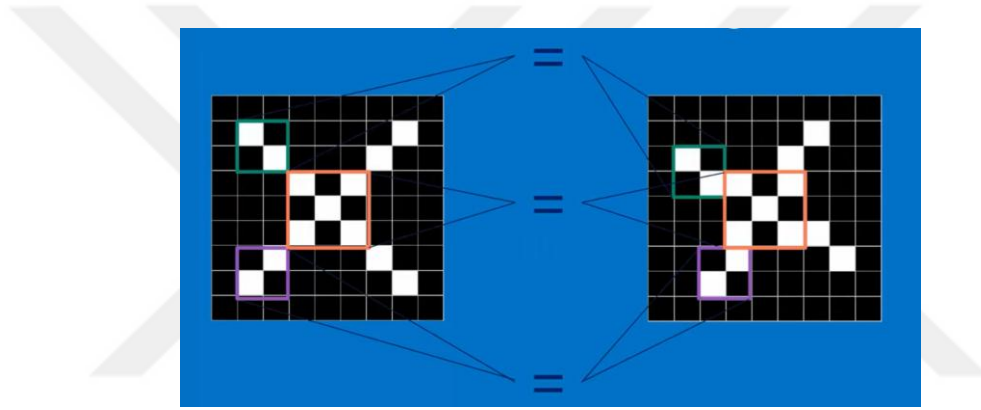 =
=
=